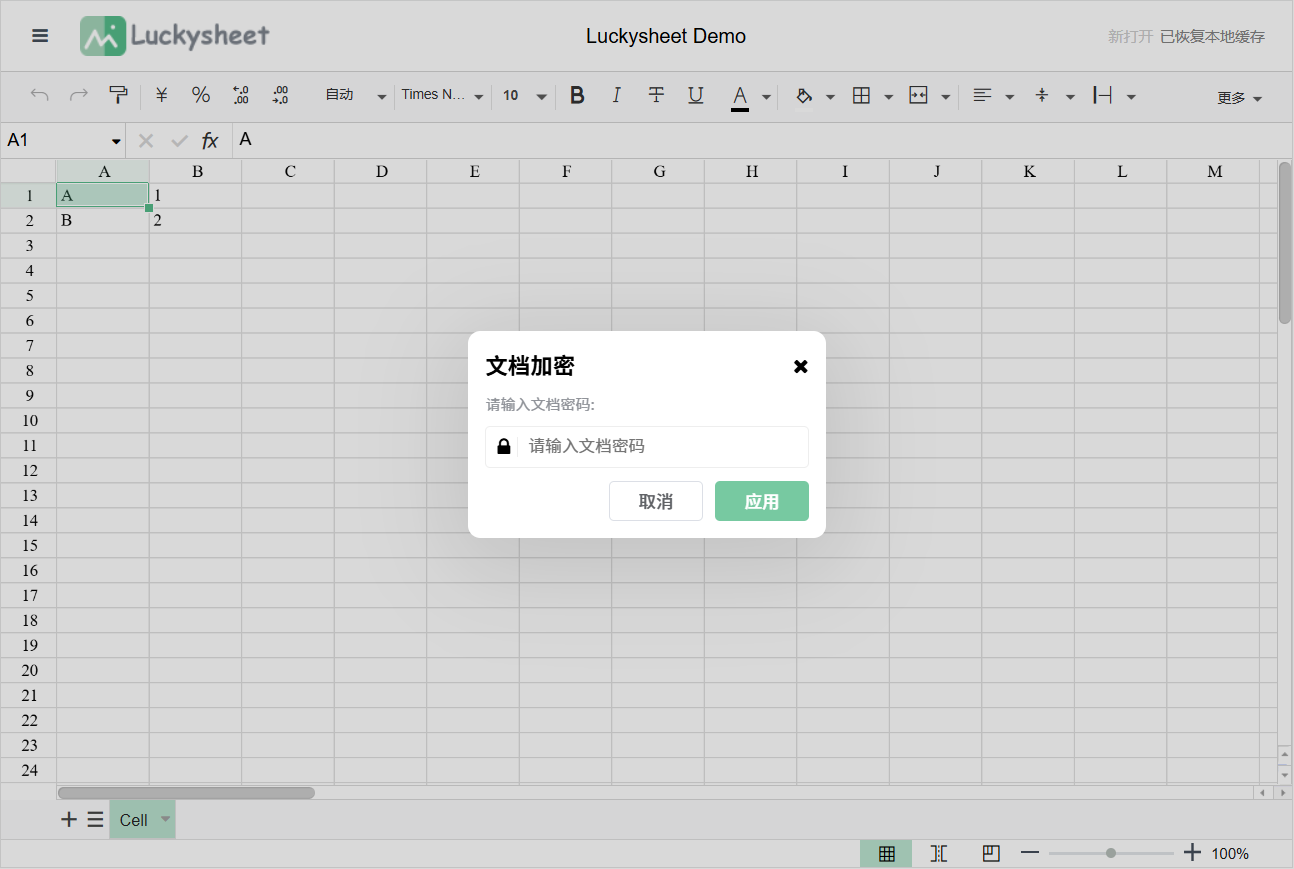 Luckysheet
Luckysheet Demo
新打开 已恢复本地缓存
¥ % .0 .00 .00 .0 自动 Times N... 10 B I T U A 更多
A1 fx A
A B C D E F G H I J K L M
1 A 1
2 B 2
3
4
5
6
7
8
9
10
11
12
13
14
15
16
17
18
19
20
21
22
23
24
文档加密
请输入文档密码:
请输入文档密码
取消 应用
Cell
100%